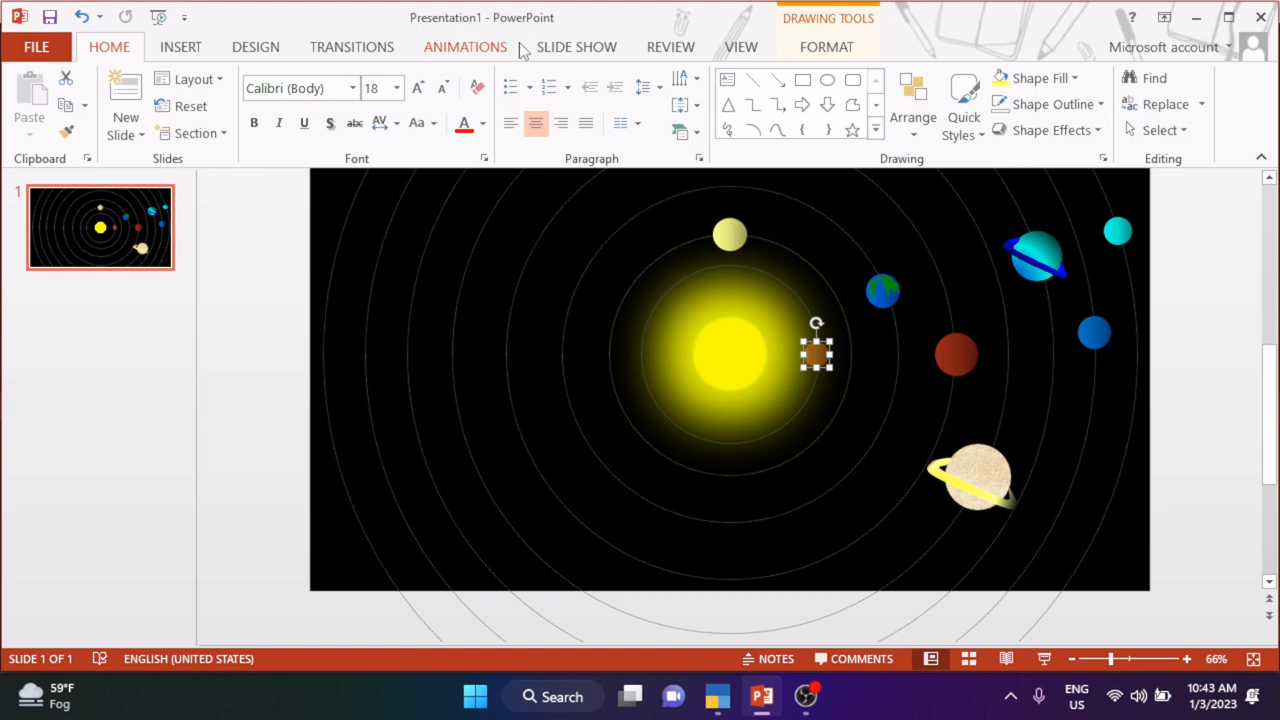 Presentation1 - PowerPoint
DRAWING TOOLS
?
FILE HOME INSERT DESIGN TRANSITIONS ANIMATIONS SLIDE SHOW REVIEW VIEW FORMAT Microsoft account
Paste
New Slide
Layout
Reset
Section
Calibri (Body) 18
B I U S abc AV Aa A
Arrange
Quick Styles
Shape Fill
Shape Outline
Shape Effects
Find
Replace
Select
Clipboard Slides Font Paragraph Drawing Editing
1
SLIDE 1 OF 1 ENGLISH (UNITED STATES) NOTES COMMENTS 66%
59°F
Fog
Search
ENG
US
10:43 AM
1/3/2023